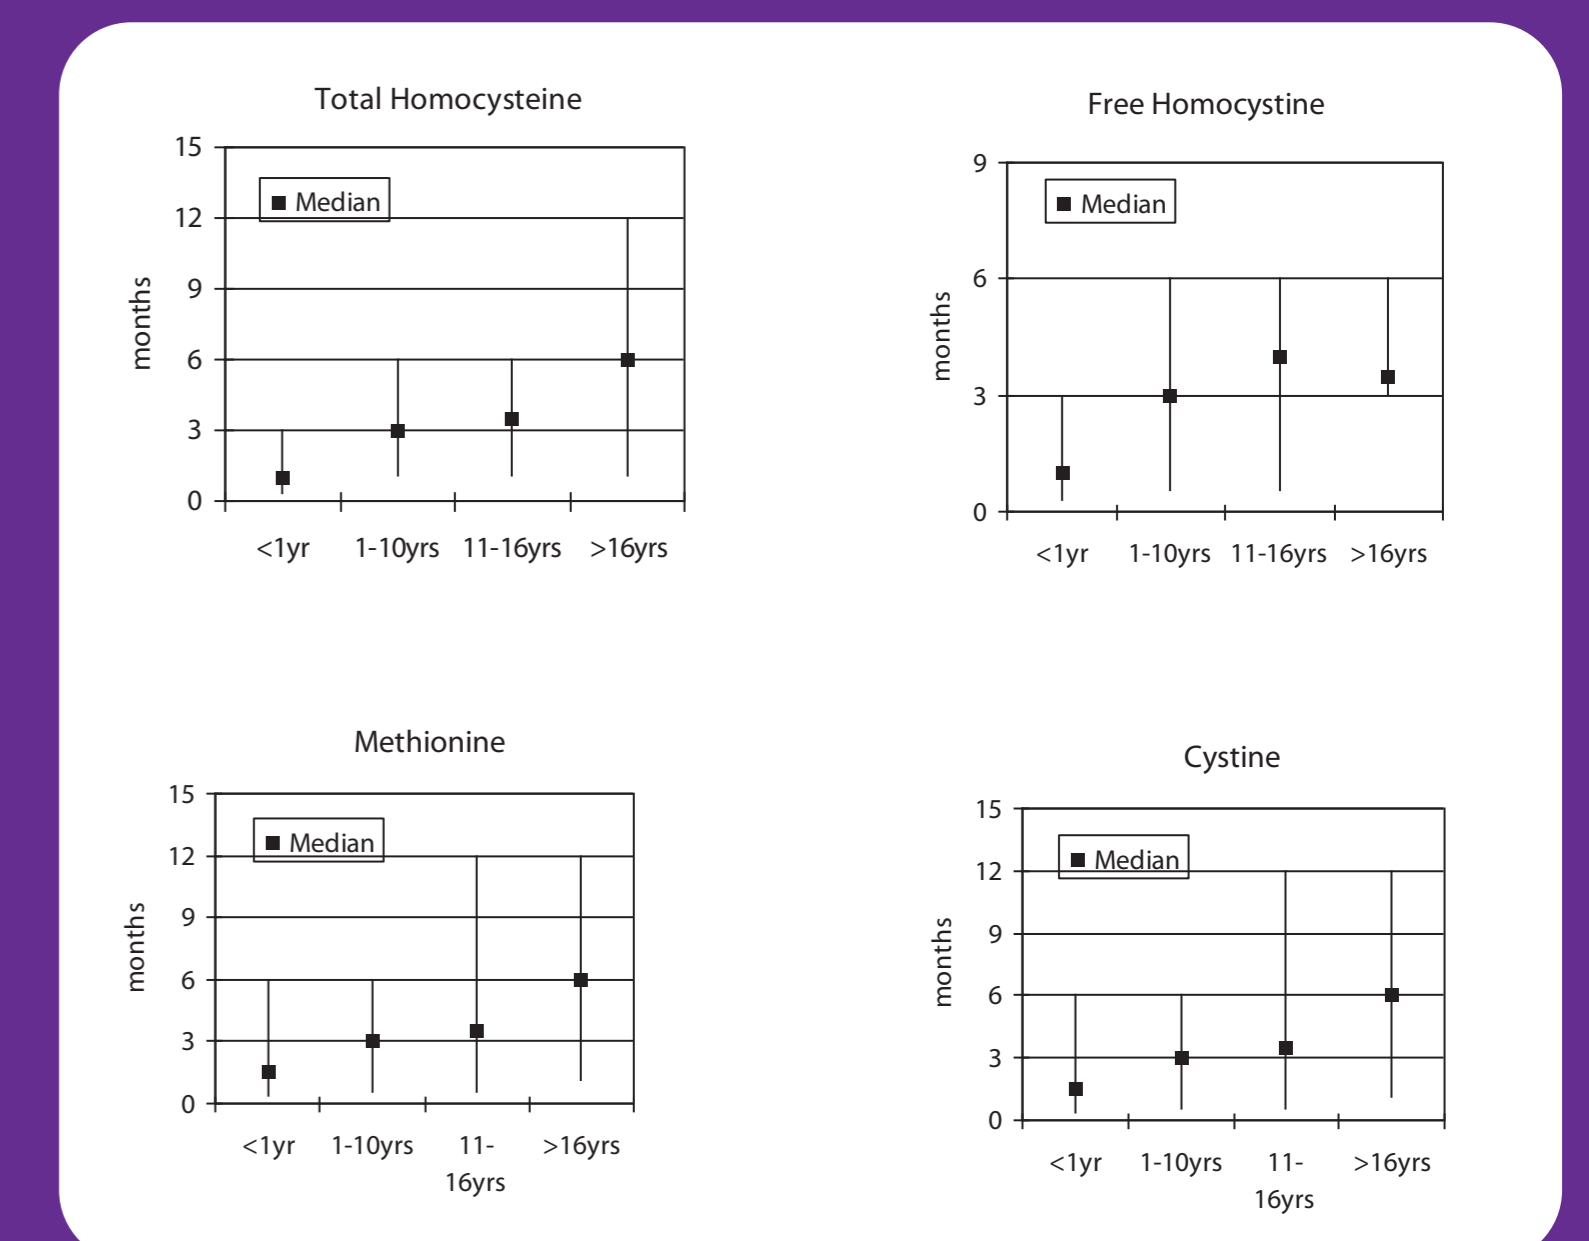 Total Homocysteine
15
12
9
6
3
0
months
Median
<1yr 1-10yrs 11-16yrs >16yrs
Free Homocystine
9
6
3
0
months
Median
<1yr 1-10yrs 11-16yrs >16yrs
Methionine
15
12
9
6
3
0
months
Median
<1yr 1-10yrs 11- >16yrs
16yrs
Cystine
15
12
9
6
3
0
months
Median
<1yr 1-10yrs 11- >16yrs
16yrs